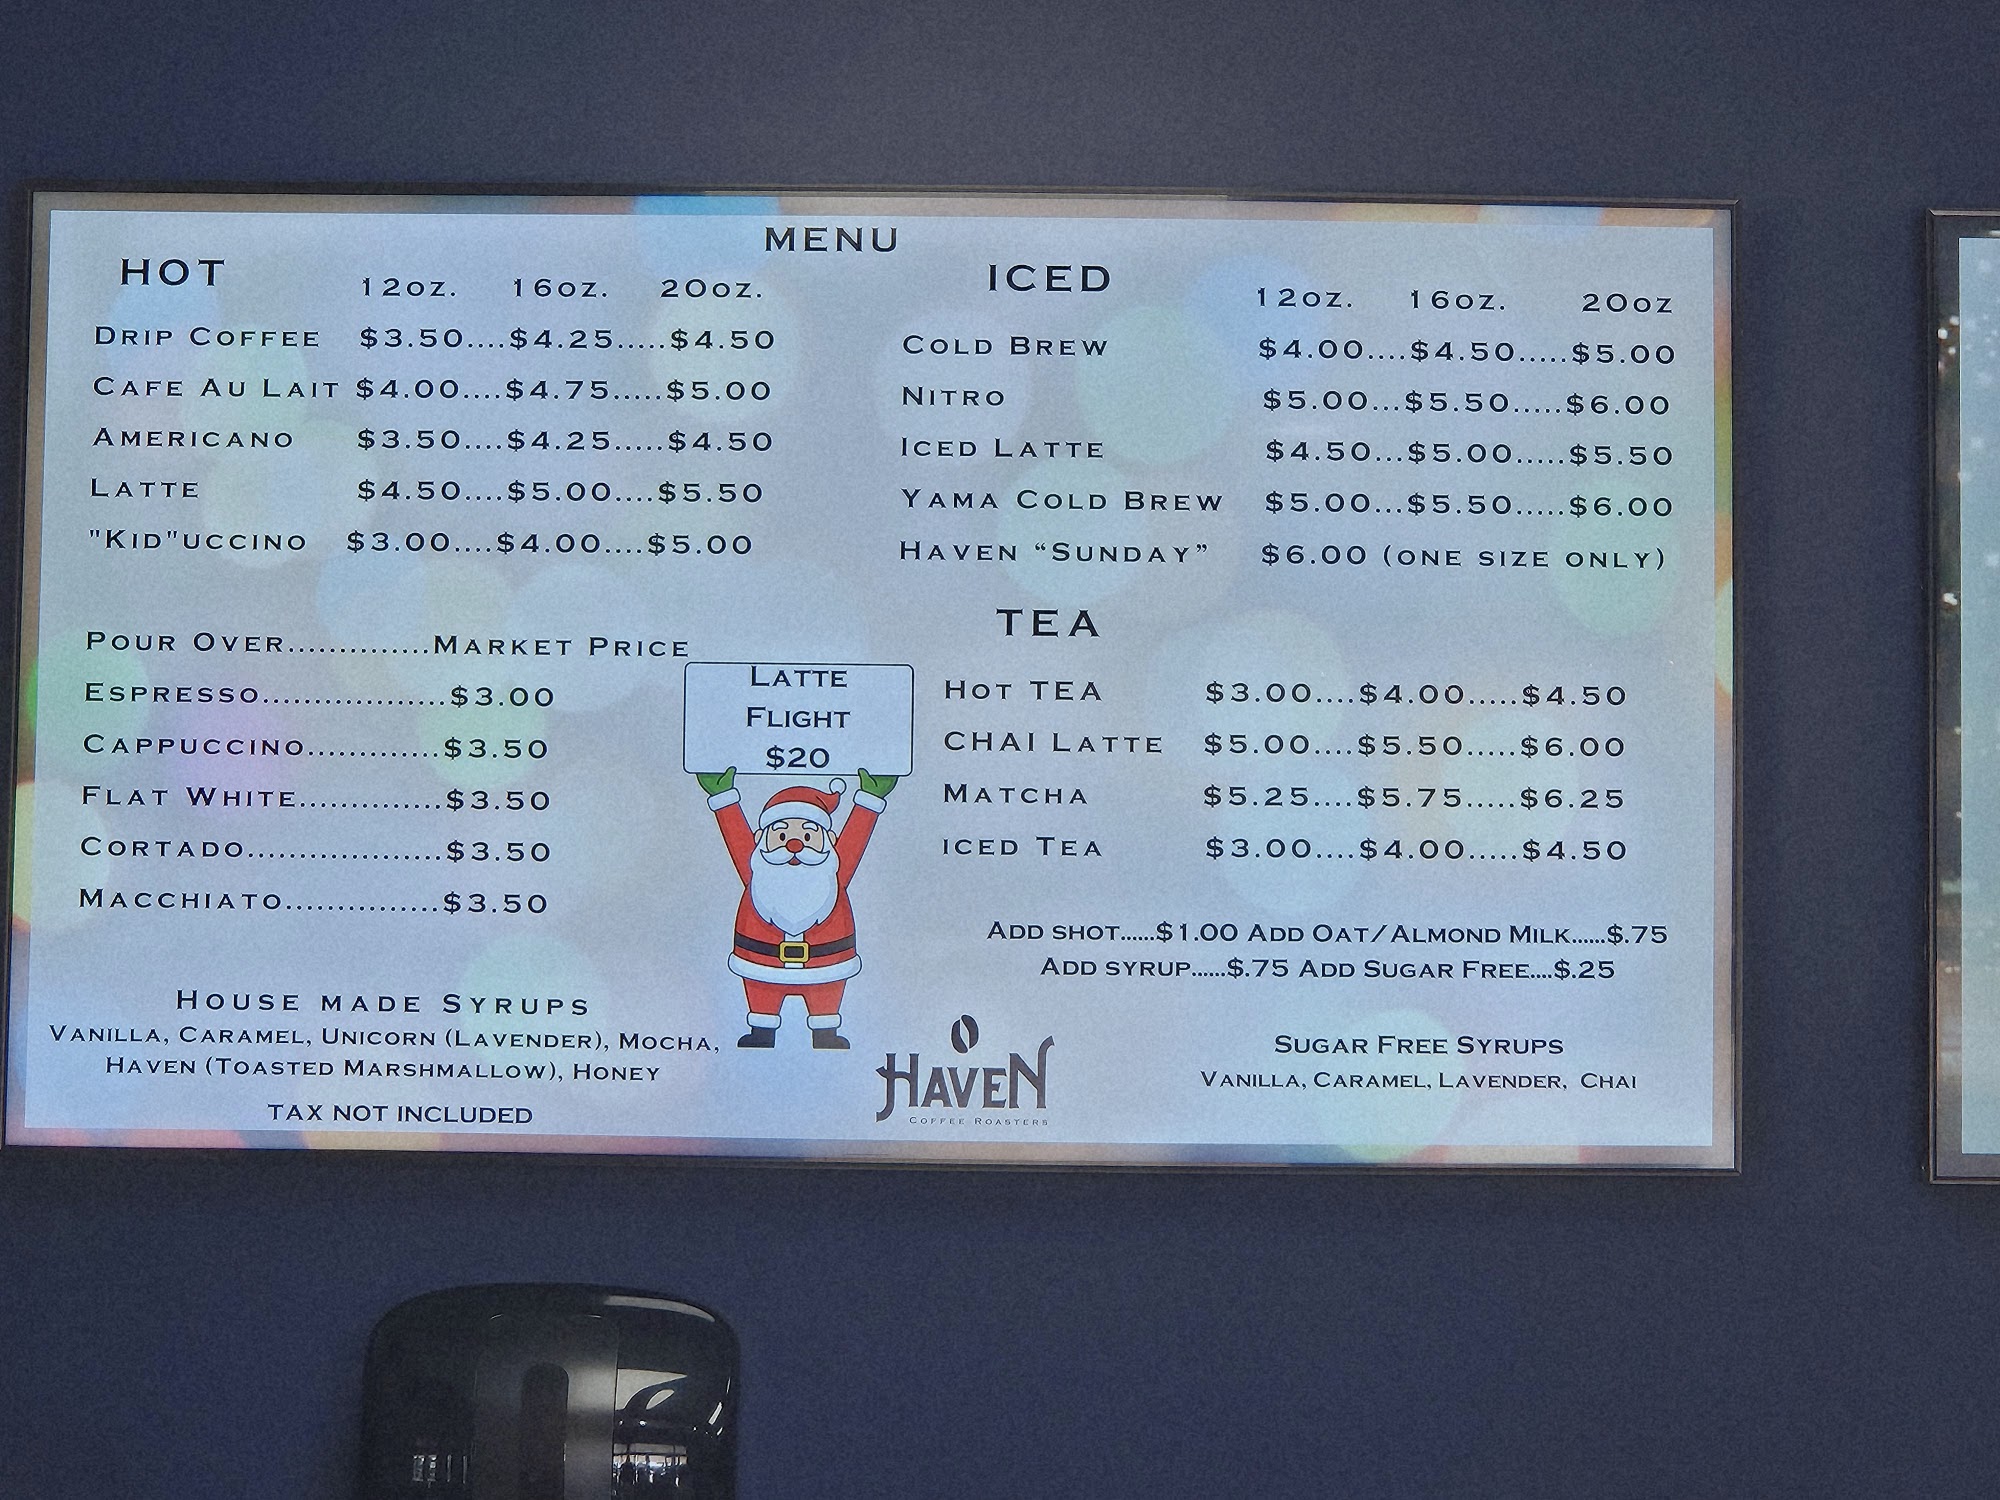 MENU
HOT
12oz. 16oz. 20oz.
Drip Coffee $3.50....$4.25.....$4.50
Cafe Au Lait $4.00....$4.75.....$5.00
Americano $3.50....$4.25.....$4.50
Latte $4.50....$5.00....$5.50
"Kid"uccino $3.00....$4.00....$5.00
Pour Over..............Market Price
Espresso..................$3.00
Cappuccino.............$3.50
Flat White..............$3.50
Cortado...................$3.50
Macchiato...............$3.50
House made Syrups
Vanilla, Caramel, Unicorn (Lavender), Mocha,
Haven (Toasted Marshmallow), Honey
TAX NOT INCLUDED
Latte
Flight
$20
ICED
12oz. 16oz. 20oz
Cold Brew $4.00....$4.50.....$5.00
Nitro $5.00...$5.50.....$6.00
Iced Latte $4.50...$5.00.....$5.50
Yama Cold Brew $5.00...$5.50.....$6.00
Haven “Sunday” $6.00 (one size only)
TEA
Hot TEA $3.00....$4.00.....$4.50
CHAI Latte $5.00....$5.50.....$6.00
Matcha $5.25....$5.75.....$6.25
iced Tea $3.00....$4.00.....$4.50
Add shot......$1.00 Add Oat/Almond Milk......$.75
Add syrup......$.75 Add Sugar Free....$.25
Sugar Free Syrups
Vanilla, Caramel, Lavender, Chai
HAVEN
Coffee Roasters